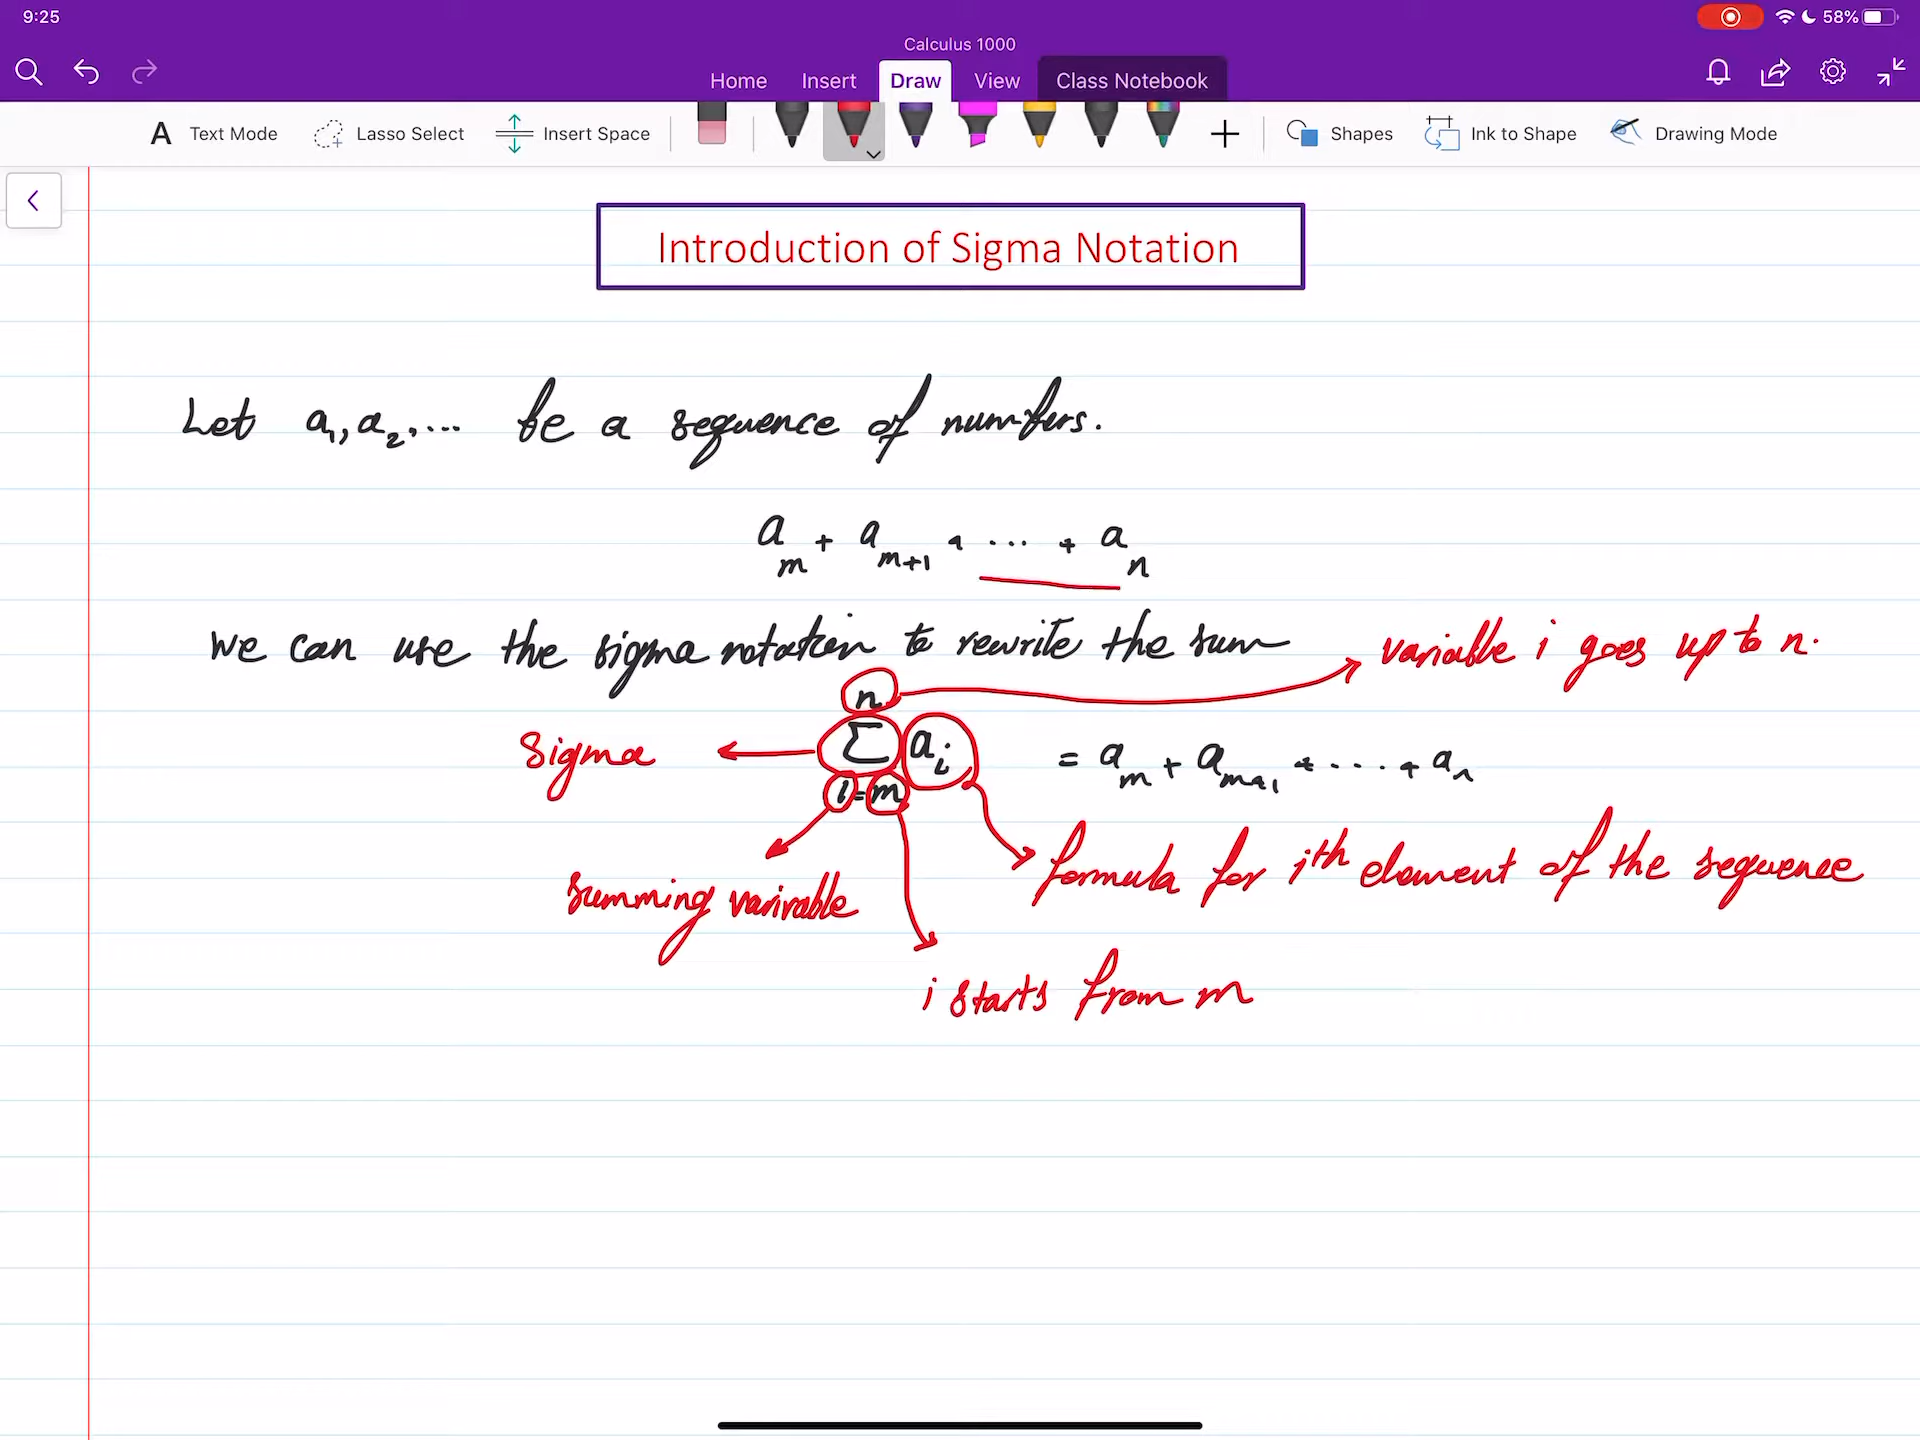 9:25
58%
Calculus 1000
Home Insert Draw View Class Notebook
A Text Mode Lasso Select Insert Space Shapes Ink to Shape Drawing Mode
Introduction of Sigma Notation
Let a₁, a₂, ... be a sequence of numbers.
aₘ + aₘ₊₁ + ... + aₙ
we can use the sigma notation to rewrite the sum
variable i goes up to n.
n
sigma Σ aᵢ = aₘ + aₘ₊₁ + .... + aₙ
i = m
formula for iᵗʰ element of the sequence
summing varirable
i starts from m